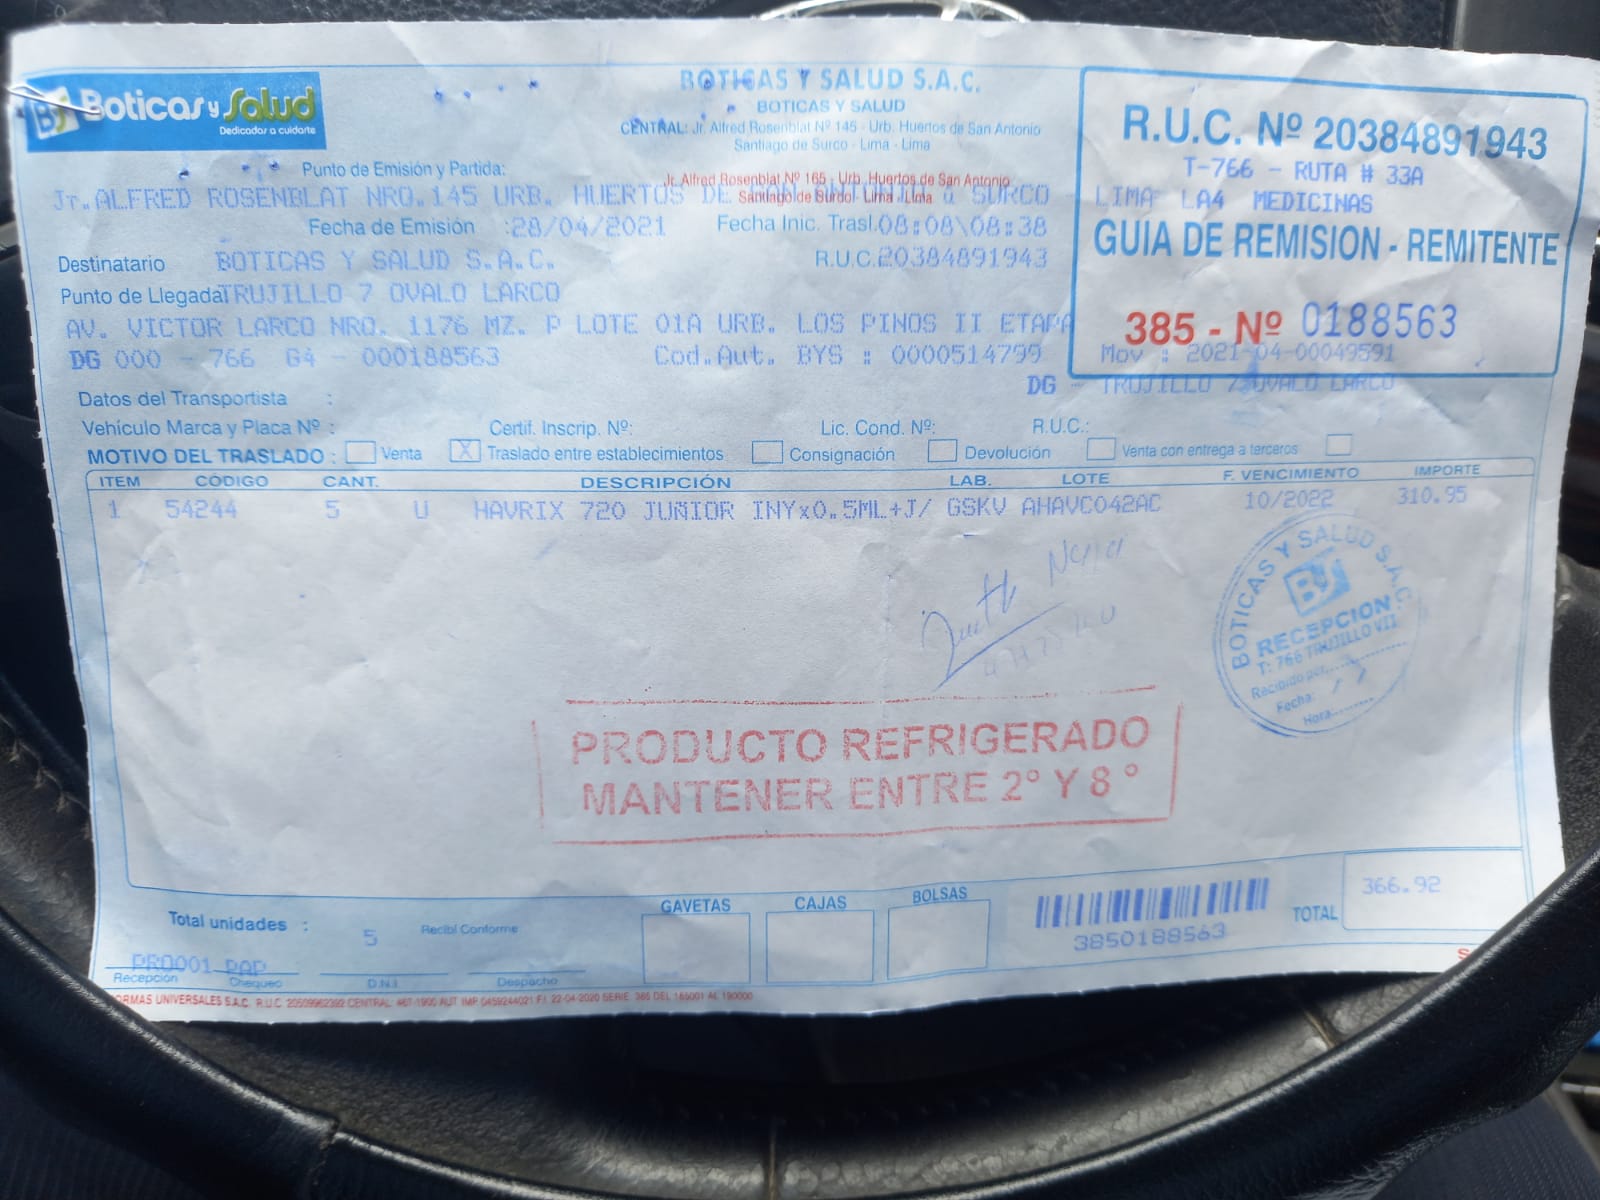 Boticas y Salud
Dedicados a cuidarte
BOTICAS Y SALUD S.A.C.
BOTICAS Y SALUD
CENTRAL: Jr. Alfred Rosenblat Nº 145 - Urb. Huertos de San Antonio
Santiago de Surco - Lima - Lima
R.U.C. Nº 20384891943
T-766 - RUTA # 33A
LIMA LA4 MEDICINAS
GUIA DE REMISION - REMITENTE
385 - Nº 0188563
Mov : 2021-04-00049591
Punto de Emisión y Partida:
Jr. Alfred Rosenblat Nº 165 - Urb. Huertos de San Antonio
Santiago de Surco - Lima - Lima
Jr.ALFRED ROSENBLAT NRO.145 URB. HUERTOS DE SAN ANTONIO SURCO
Fecha de Emisión :28/04/2021 Fecha Inic. Trasl.08:08\08:38
Destinatario BOTICAS Y SALUD S.A.C. R.U.C.20384891943
Punto de Llegada TRUJILLO 7 OVALO LARCO
AV. VICTOR LARCO NRO. 1176 MZ. P LOTE 01A URB. LOS PINOS II ETAPA
DG 000 - 766 G4 - 000188563 Cod.Aut. BYS : 0000514799
DG - TRUJILLO 7 OVALO LARCO
Datos del Transportista :
Vehículo Marca y Placa Nº : Certif. Inscrip. Nº: Lic. Cond. Nº: R.U.C.:
MOTIVO DEL TRASLADO : Venta X Traslado entre establecimientos Consignación Devolución Venta con entrega a terceros
ITEM CÓDIGO CANT. DESCRIPCIÓN LAB. LOTE F. VENCIMIENTO IMPORTE
1 54244 5 U HAVRIX 720 JUNIOR INYx0.5ML+J/ GSKV AHAVC042AC 10/2022 310.95
BOTICAS Y SALUD S.A.C.
BS
RECEPCION
T: 766 TRUJILLO VII
Recibido por:
Fecha: / /
Hora:
PRODUCTO REFRIGERADO
MANTENER ENTRE 2° Y 8°
Total unidades : 5 Recibí Conforme
GAVETAS CAJAS BOLSAS
3850188563
TOTAL 366.92
PRO001 PAP
Recepción Chequeo D.N.I. Despacho